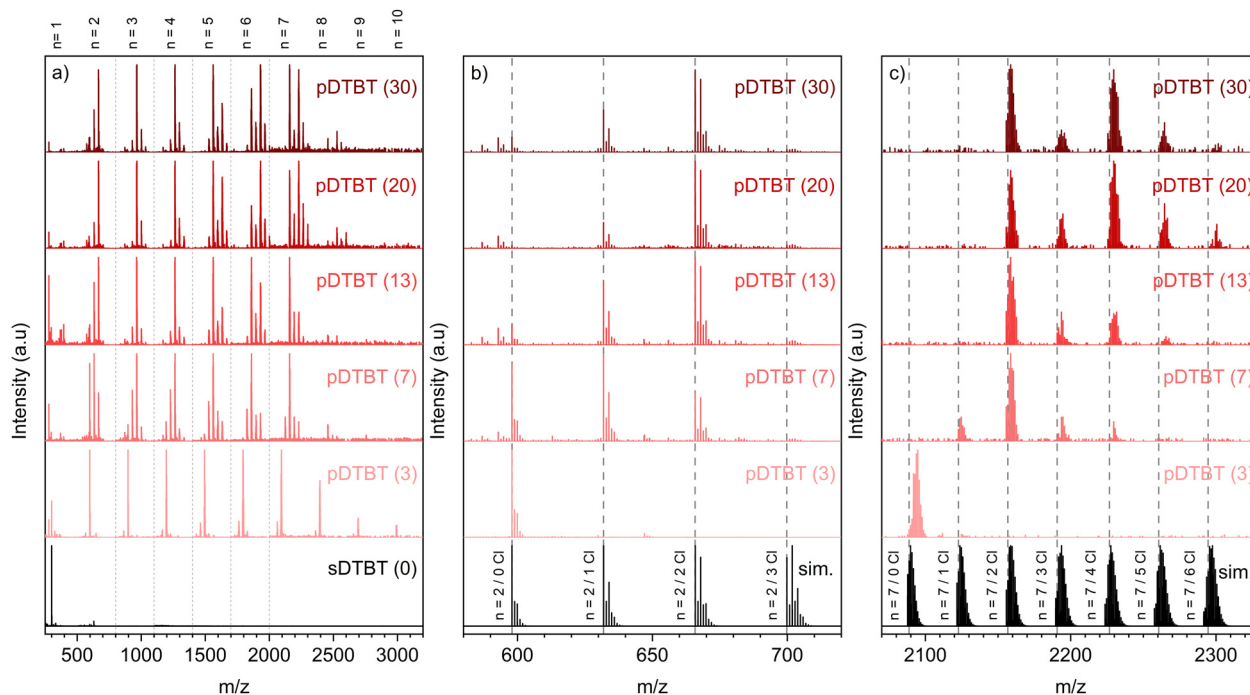 n= 1
n = 2
n = 3
n = 4
n = 5
n = 6
n = 7
n = 8
n = 9
n = 10
a)
pDTBT (30)
pDTBT (20)
pDTBT (13)
pDTBT (7)
pDTBT (3)
sDTBT (0)
Intensity (a.u)
500 1000 1500 2000 2500 3000
m/z
b)
pDTBT (30)
pDTBT (20)
pDTBT (13)
pDTBT (7)
pDTBT (3)
sim.
n = 2 / 0 Cl
n = 2 / 1 Cl
n = 2 / 2 Cl
n = 2 / 3 Cl
Intensity (a.u)
600 650 700
m/z
c)
pDTBT (30)
pDTBT (20)
pDTBT (13)
pDTBT (7)
pDTBT (3)
sim.
n = 7 / 0 Cl
n = 7 / 1 Cl
n = 7 / 2 Cl
n = 7 / 3 Cl
n = 7 / 4 Cl
n = 7 / 5 Cl
n = 7 / 6 Cl
Intensity (a.u
2100 2200 2300
m/z